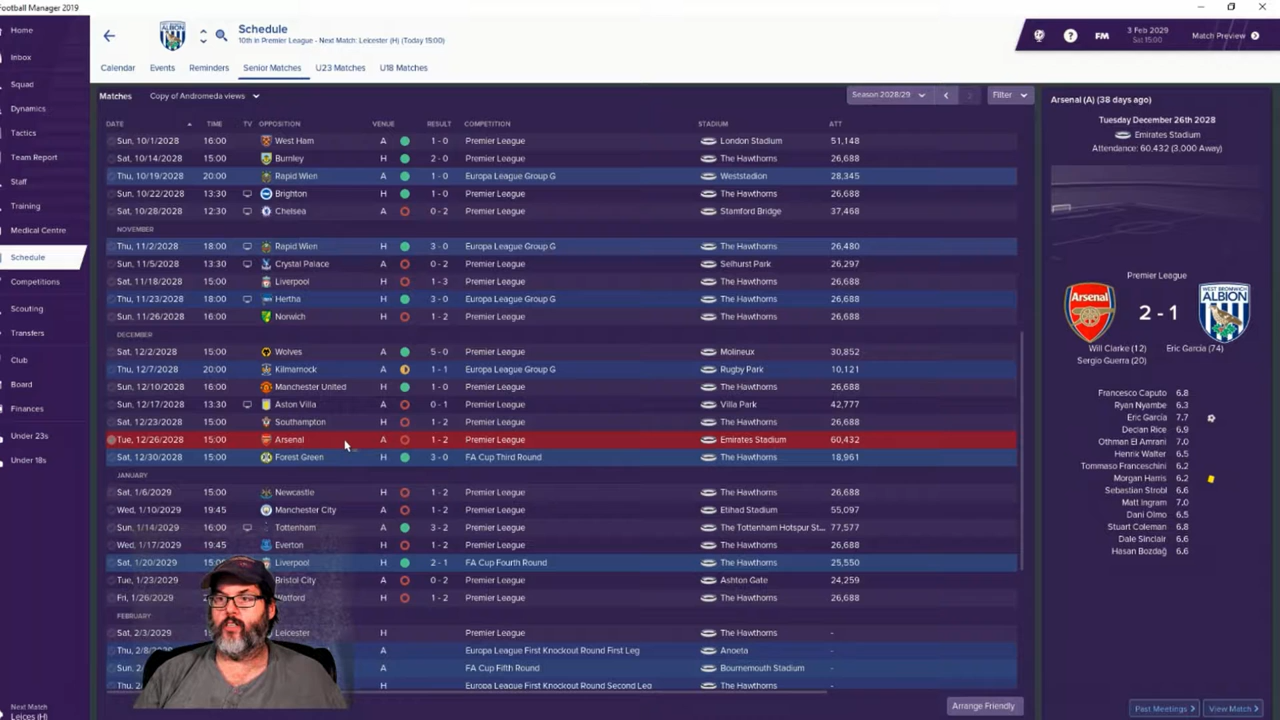 Football Manager 2019
Home
Inbox
Squad
Dynamics
Tactics
Team Report
Staff
Training
Medical Centre
Schedule
Competitions
Scouting
Transfers
Club
Board
Finances
Under 23s
Under 18s
Next Match
Leices (H)
Schedule
10th in Premier League - Next Match: Leicester (H) (Today 15:00)
3 Feb 2029
Sat 15:00
Match Preview
FM
Calendar Events Reminders Senior Matches U23 Matches U18 Matches
Matches Copy of Andromeda views Season 2028/29 Filter
DATE TIME TV OPPOSITION VENUE RESULT COMPETITION STADIUM ATT
Sun, 10/1/2028 16:00 West Ham A 1 - 0 Premier League London Stadium 51,148
Sat, 10/14/2028 15:00 Burnley H 2 - 0 Premier League The Hawthorns 26,688
Thu, 10/19/2028 20:00 Rapid Wien A 1 - 0 Europa League Group G Weststadion 28,345
Sun, 10/22/2028 13:30 Brighton H 1 - 0 Premier League The Hawthorns 26,688
Sat, 10/28/2028 12:30 Chelsea A 0 - 2 Premier League Stamford Bridge 37,468
NOVEMBER
Thu, 11/2/2028 18:00 Rapid Wien H 3 - 0 Europa League Group G The Hawthorns 26,480
Sun, 11/5/2028 13:30 Crystal Palace A 0 - 2 Premier League Selhurst Park 26,297
Sat, 11/18/2028 15:00 Liverpool H 1 - 3 Premier League The Hawthorns 26,688
Thu, 11/23/2028 18:00 Hertha H 3 - 0 Europa League Group G The Hawthorns 26,688
Sun, 11/26/2028 15:00 Norwich H 1 - 2 Premier League The Hawthorns 26,688
DECEMBER
Sat, 12/2/2028 15:00 Wolves A 5 - 0 Premier League Molineux 30,852
Thu, 12/7/2028 20:00 Kilmarnock A 1 - 1 Europa League Group G Rugby Park 10,121
Sun, 12/10/2028 16:00 Manchester United H 1 - 0 Premier League The Hawthorns 26,688
Sun, 12/17/2028 13:30 Aston Villa A 0 - 1 Premier League Villa Park 42,777
Sat, 12/23/2028 15:00 Southampton H 1 - 2 Premier League The Hawthorns 26,688
Tue, 12/26/2028 15:00 Arsenal A 1 - 2 Premier League Emirates Stadium 60,432
Sat, 12/30/2028 15:00 Forest Green H 3 - 0 FA Cup Third Round The Hawthorns 18,961
JANUARY
Sat, 1/6/2029 15:00 Newcastle H 1 - 2 Premier League The Hawthorns 26,688
Wed, 1/10/2029 19:45 Manchester City A 1 - 2 Premier League Etihad Stadium 55,097
Sun, 1/14/2029 16:00 Tottenham A 3 - 2 Premier League The Tottenham Hotspur St... 77,577
Wed, 1/17/2029 19:45 Everton H 1 - 2 Premier League The Hawthorns 26,688
Sat, 1/20/2029 15:0 Liverpool H 2 - 1 FA Cup Fourth Round The Hawthorns 25,550
Tue, 1/23/2029 Bristol City A 0 - 2 Premier League Ashton Gate 24,259
Fri, 1/26/2029 Watford H 1 - 2 Premier League The Hawthorns 26,688
FEBRUARY
Sat, 2/3/2029 Leicester H Premier League The Hawthorns -
Thu, 2/8/ A Europa League First Knockout Round First Leg Anoeta -
Sun, 2/ A FA Cup Fifth Round Bournemouth Stadium -
Thu, 2/ H Europa League First Knockout Round Second Leg The Hawthorns -
Arrange Friendly
Arsenal (A) (38 days ago)
Tuesday December 26th 2028
Emirates Stadium
Attendance: 60,432 (3,000 Away)
Premier League
Arsenal 2 - 1 WEST BROMWICH ALBION
Will Clarke (12) Eric Garcia (74)
Sergio Guerra (20)
Francesco Caputo 6.8
Ryan Nyambe 6.3
Eric Garcia 7.7
Declan Rice 6.9
Othman El Amrani 7.0
Henrik Walter 6.5
Tommaso Franceschini 6.2
Morgan Harris 6.2
Sebastian Strobl 6.6
Matt Ingram 7.0
Dani Olmo 6.5
Stuart Coleman 6.8
Dale Sinclair 6.6
Hasan Bozdağ 6.6
Past Meetings View Match